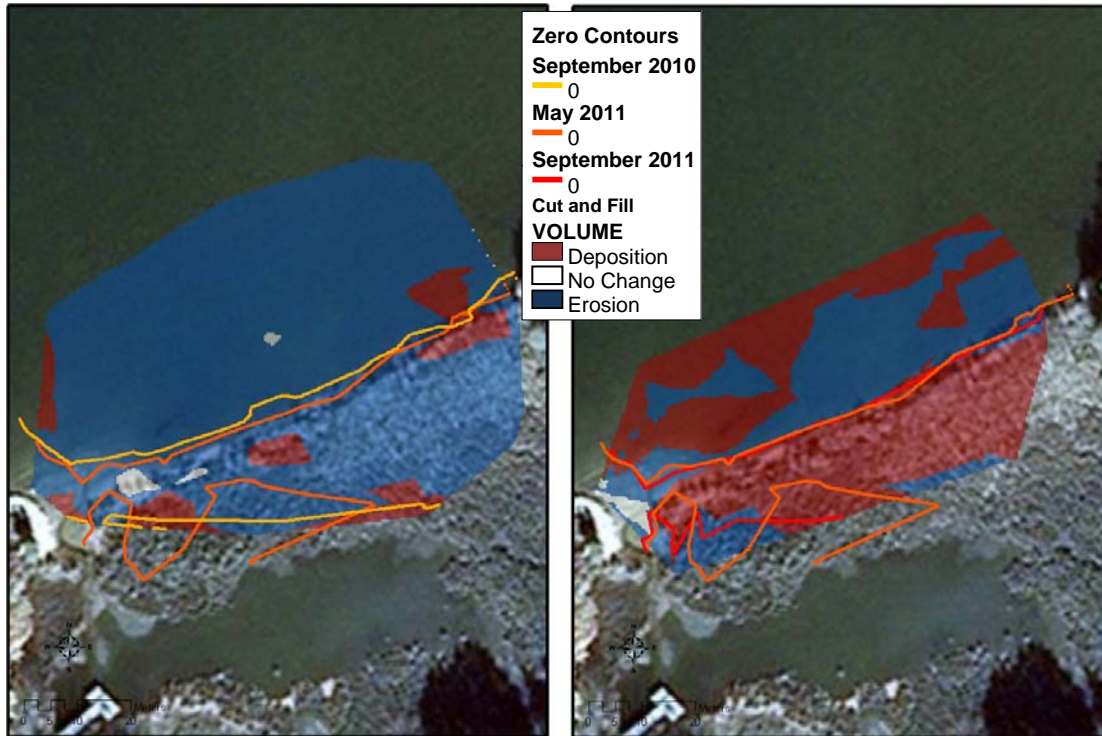 Zero Contours
September 2010
0
May 2011
0
September 2011
0
Cut and Fill
VOLUME
Deposition
No Change
Erosion